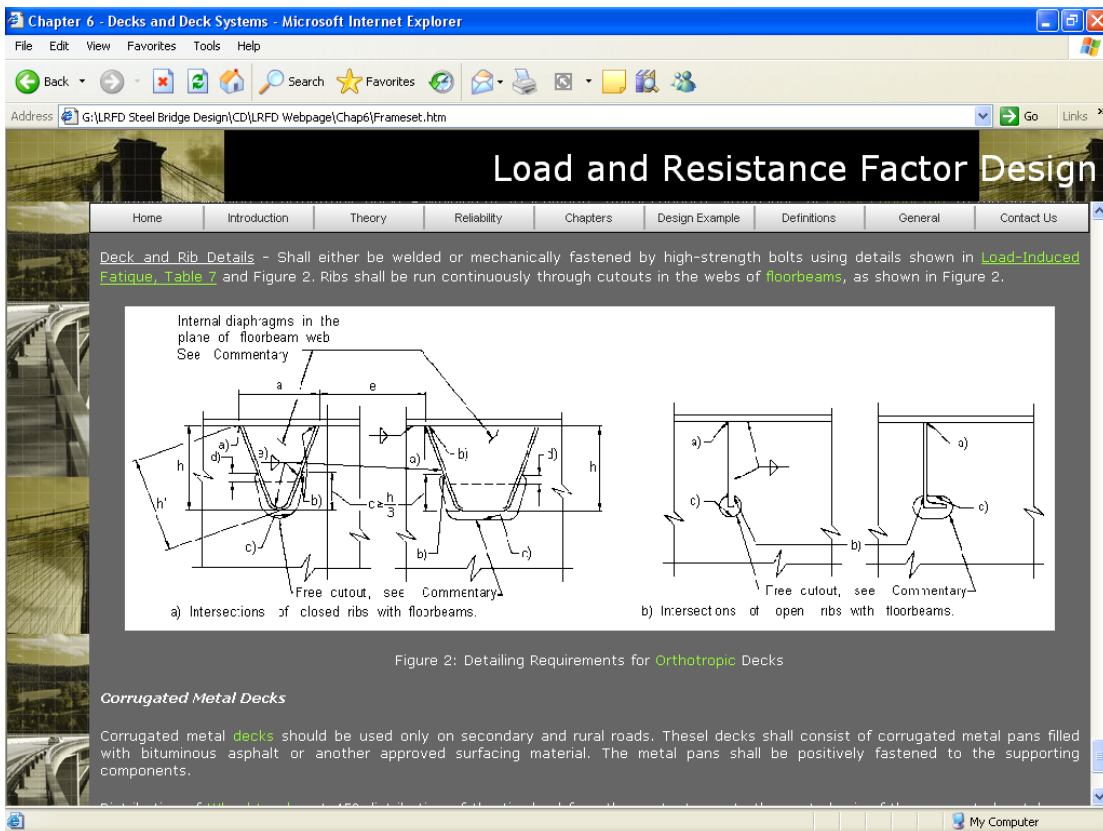 Chapter 6 - Decks and Deck Systems - Microsoft Internet Explorer
File Edit View Favorites Tools Help
Back Search Favorites
Address G:\LRFD Steel Bridge Design\CD\LRFD Webpage\Chap6\Frameset.htm Go Links »
Load and Resistance Factor Design
Home Introduction Theory Reliability Chapters Design Example Definitions General Contact Us
Deck and Rib Details - Shall either be welded or mechanically fastened by high-strength bolts using details shown in Load-Induced
Fatigue, Table 7 and Figure 2. Ribs shall be run continuously through cutouts in the webs of floorbeams, as shown in Figure 2.
Internal diaphragms in the
plane of floorbeam web
See Commentary
a e
a) d) e) a) b) d) a) a)
h h
h' b) c≥ h/3 c) c)
c) b) c) b)
Free cutout, see Commentary Free cutout, see Commentary
a) Intersections of closed ribs with floorbeams. b) Intersections of open ribs with floorbeams.
Figure 2: Detailing Requirements for Orthotropic Decks
Corrugated Metal Decks
Corrugated metal decks should be used only on secondary and rural roads. Thesel decks shall consist of corrugated metal pans filled
with bituminous asphalt or another approved surfacing material. The metal pans shall be positively fastened to the supporting
components.
My Computer